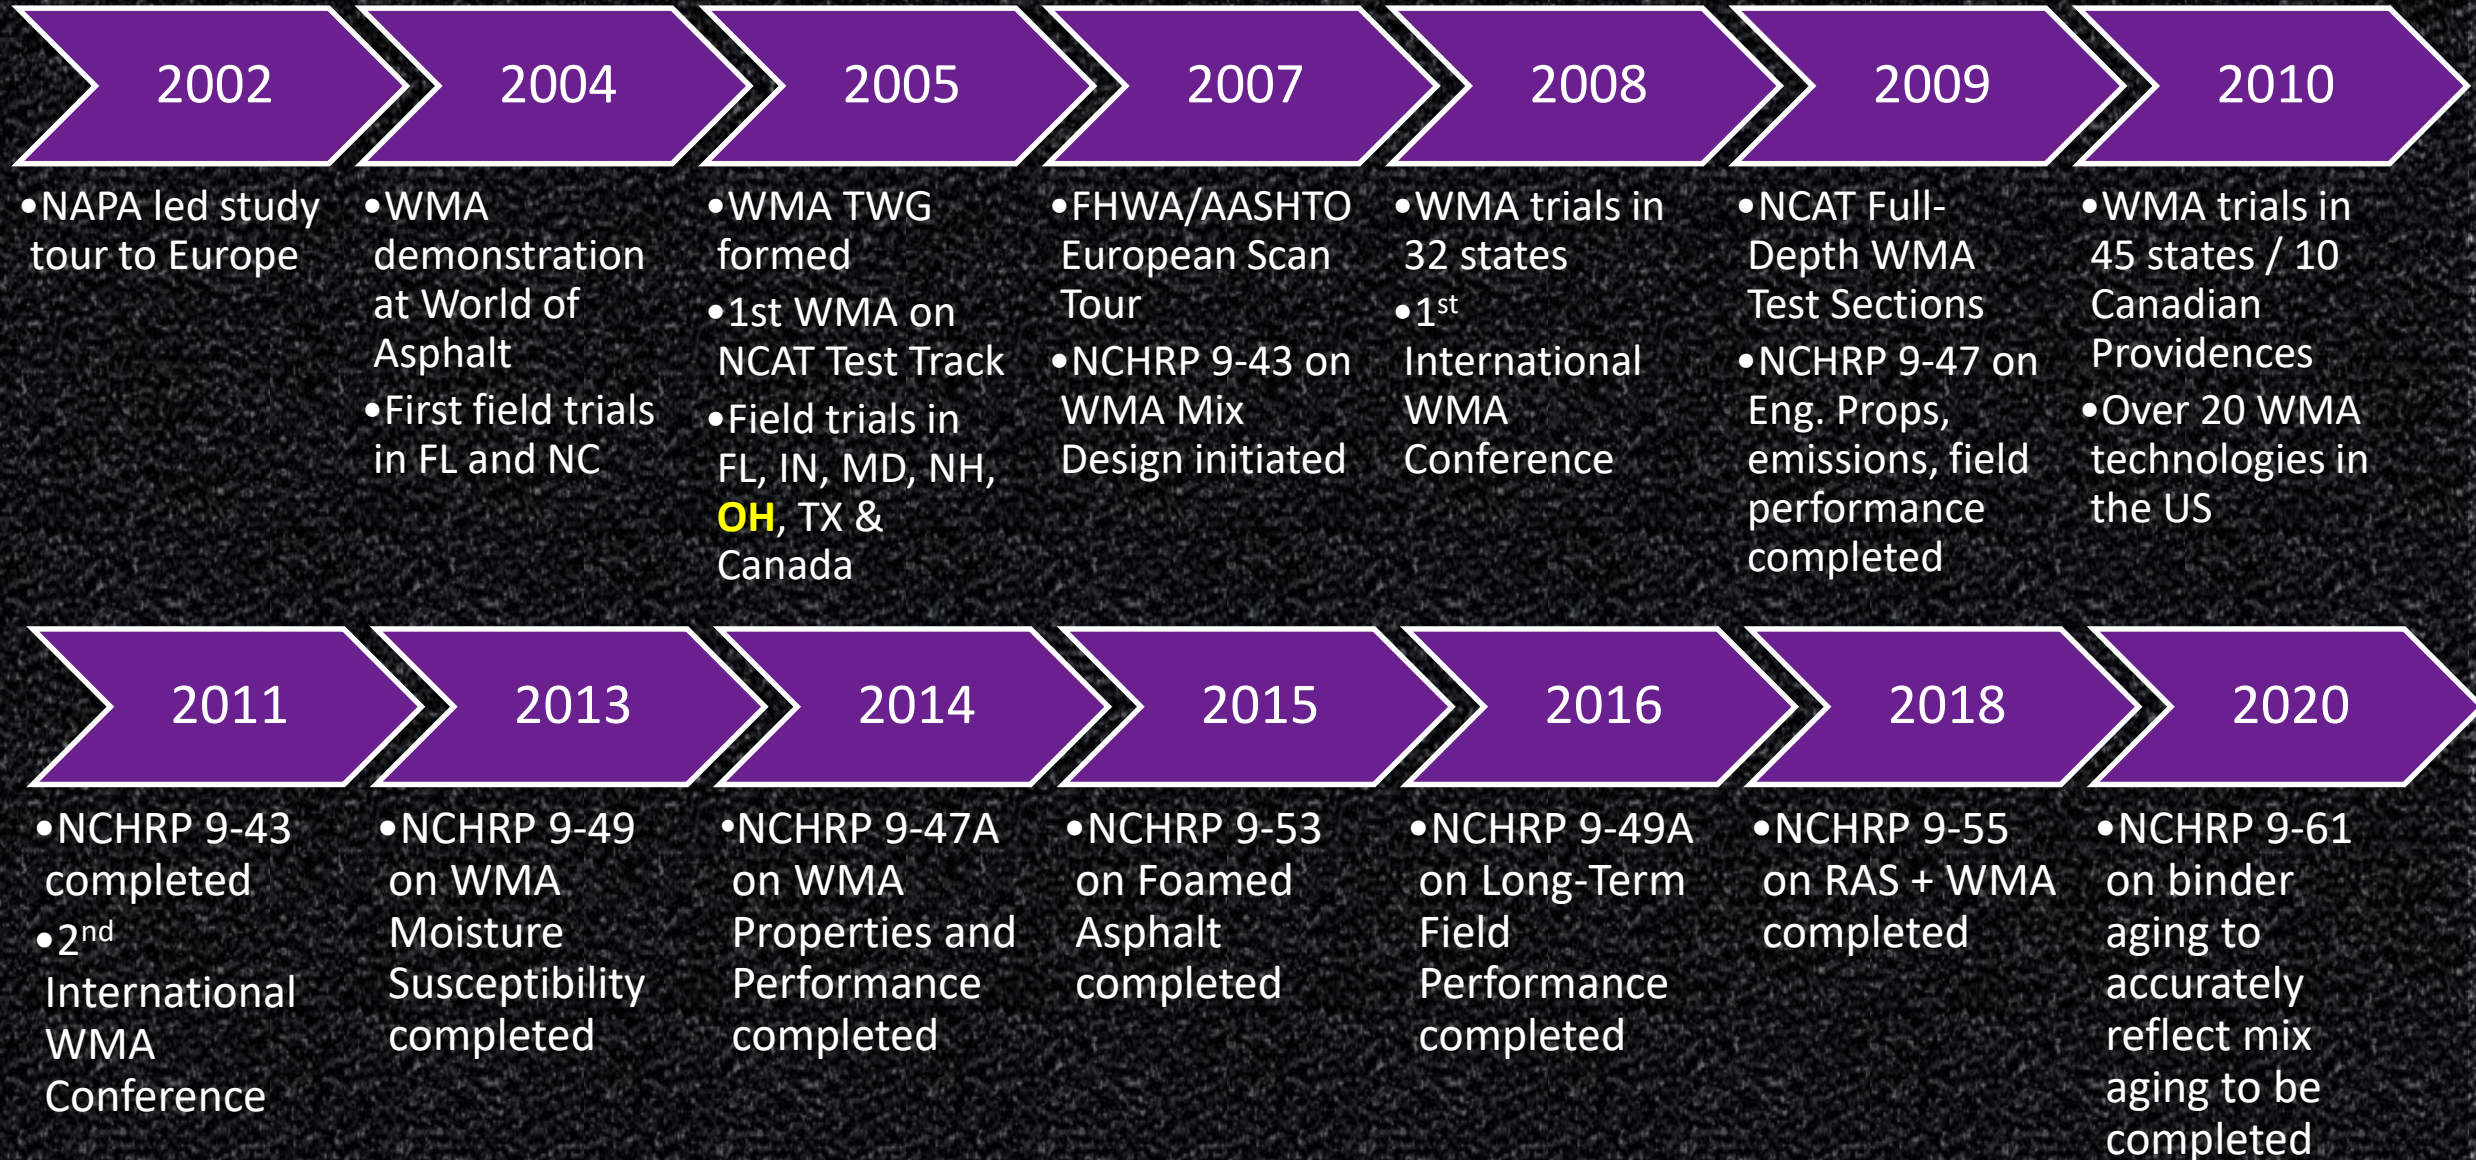 2002
2004
2005
2007
2008
2009
2010
•NAPA led study
tour to Europe
•WMA
demonstration
at World of
Asphalt
•First field trials
in FL and NC
•WMA TWG
formed
•1st WMA on
NCAT Test Track
•Field trials in
FL, IN, MD, NH,
OH, TX &
Canada
•FHWA/AASHTO
European Scan
Tour
•NCHRP 9-43 on
WMA Mix
Design initiated
•WMA trials in
32 states
•1st
International
WMA
Conference
•NCAT Full-
Depth WMA
Test Sections
•NCHRP 9-47 on
Eng. Props,
emissions, field
performance
completed
•WMA trials in
45 states / 10
Canadian
Providences
•Over 20 WMA
technologies in
the US
2011
2013
2014
2015
2016
2018
2020
•NCHRP 9-43
completed
•2nd
International
WMA
Conference
•NCHRP 9-49
on WMA
Moisture
Susceptibility
completed
•NCHRP 9-47A
on WMA
Properties and
Performance
completed
•NCHRP 9-53
on Foamed
Asphalt
completed
•NCHRP 9-49A
on Long-Term
Field
Performance
completed
•NCHRP 9-55
on RAS + WMA
completed
•NCHRP 9-61
on binder
aging to
accurately
reflect mix
aging to be
completed